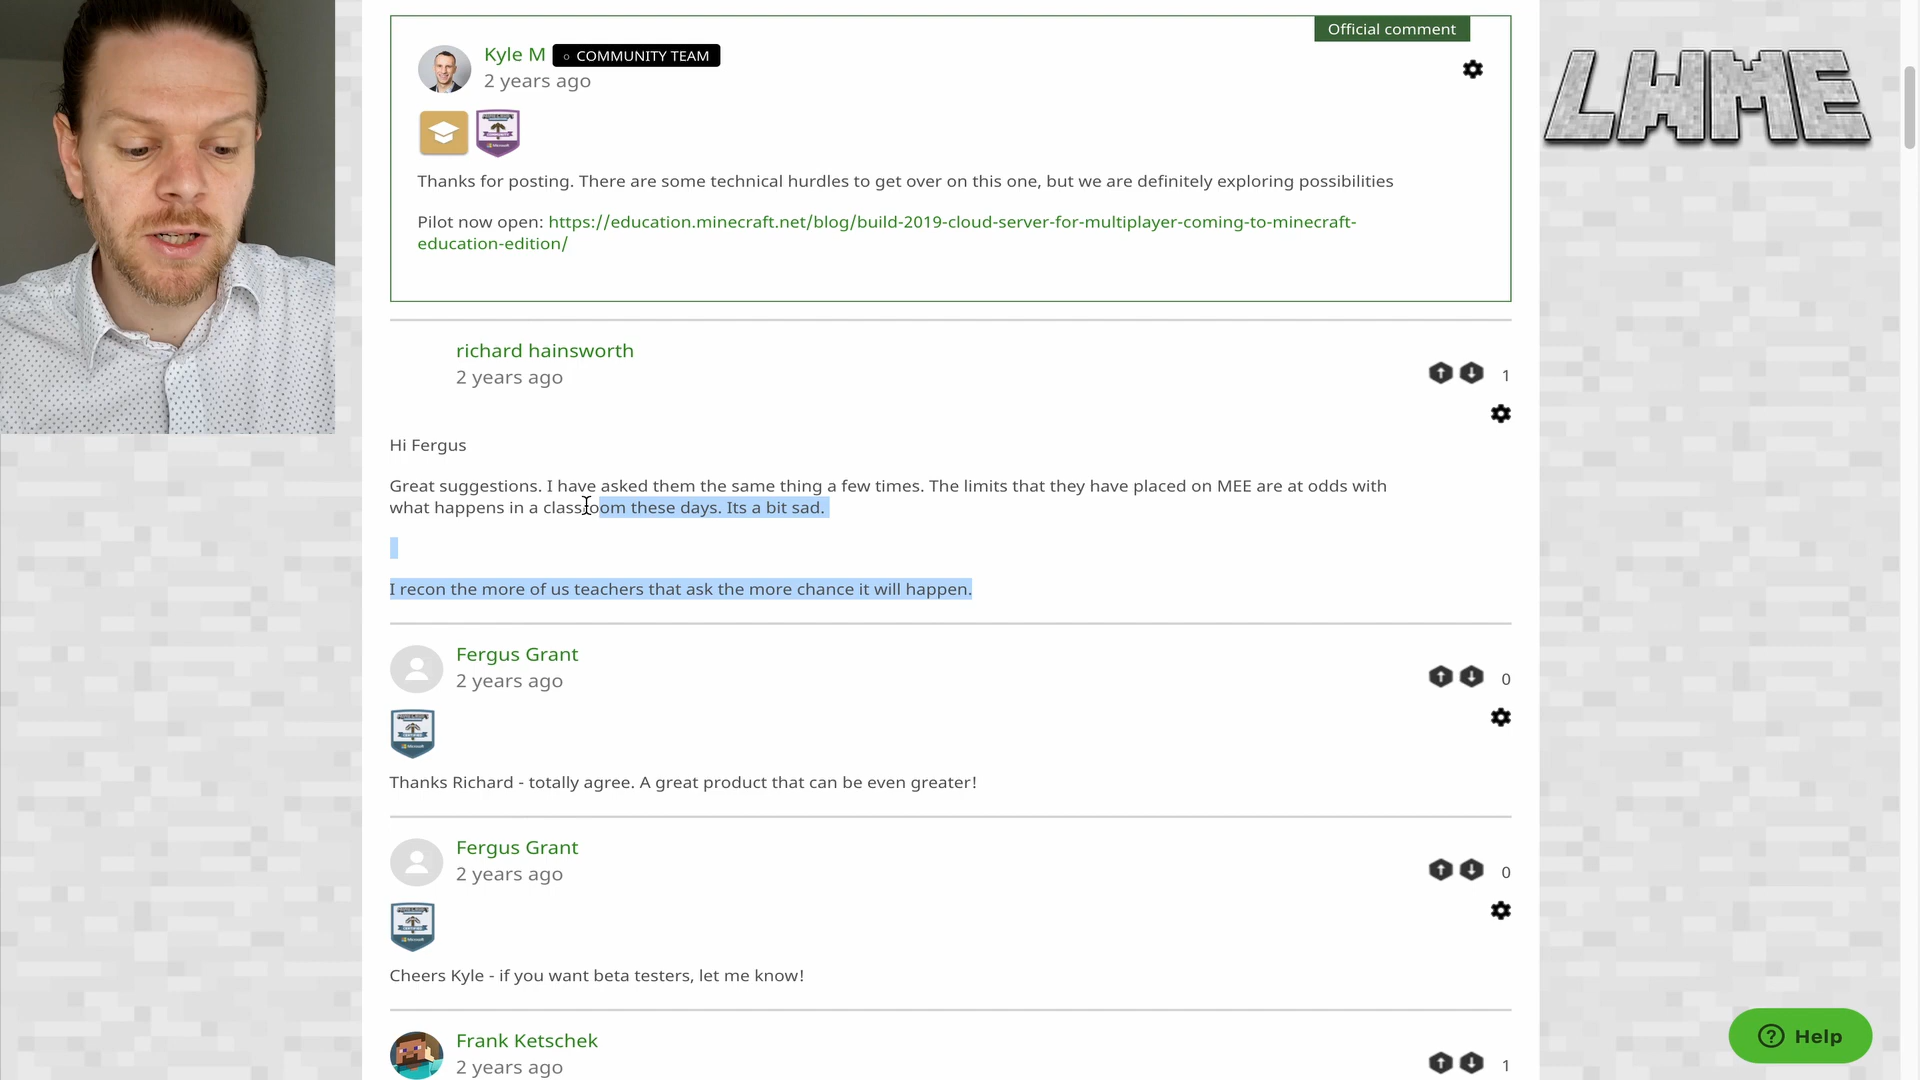 Official comment
Kyle M COMMUNITY TEAM
2 years ago
LWME
Thanks for posting. There are some technical hurdles to get over on this one, but we are definitely exploring possibilities
Pilot now open: https://education.minecraft.net/blog/build-2019-cloud-server-for-multiplayer-coming-to-minecraft-
education-edition/
richard hainsworth
2 years ago
1
Hi Fergus
Great suggestions. I have asked them the same thing a few times. The limits that they have placed on MEE are at odds with
what happens in a classroom these days. Its a bit sad.
I recon the more of us teachers that ask the more chance it will happen.
Fergus Grant
2 years ago
0
Thanks Richard - totally agree. A great product that can be even greater!
Fergus Grant
2 years ago
0
Cheers Kyle - if you want beta testers, let me know!
Frank Ketschek
2 years ago
1
Help